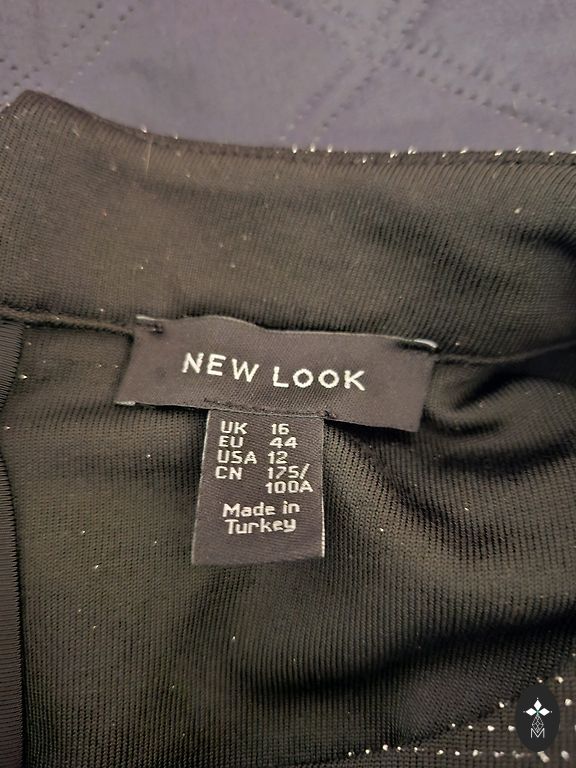 NEW LOOK
UK 16
EU 44
USA 12
CN 175/
100A
Made in
Turkey
M